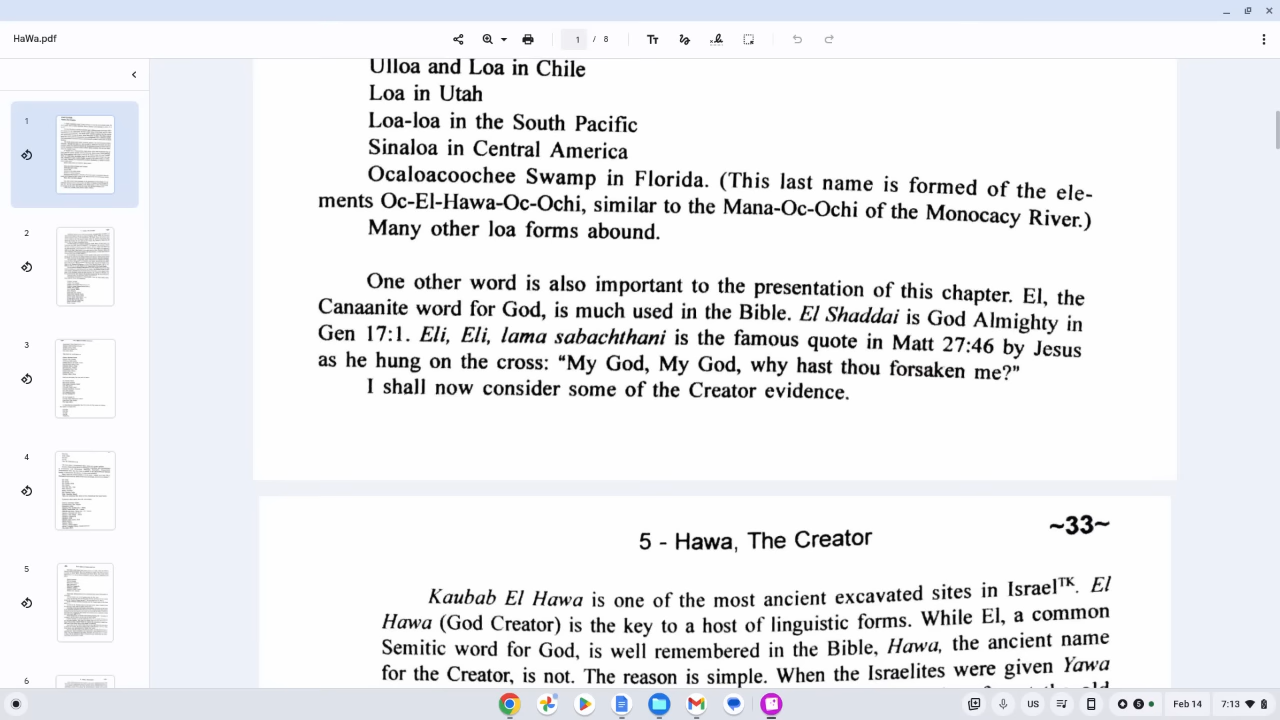 HaWa.pdf
1 / 8
Ulloa and Loa in Chile
Loa in Utah
Loa-loa in the South Pacific
Sinaloa in Central America
Ocaloacoochee Swamp in Florida. (This last name is formed of the ele-
ments Oc-El-Hawa-Oc-Ochi, similar to the Mana-Oc-Ochi of the Monocacy River.)
Many other loa forms abound.
One other word is also important to the presentation of this chapter. El, the
Canaanite word for God, is much used in the Bible. El Shaddai is God Almighty in
Gen 17:1. Eli, Eli, lama sabachthani is the famous quote in Matt 27:46 by Jesus
as he hung on the cross: “My God, My God, why hast thou forsaken me?”
I shall now consider some of the Creator evidence.
~33~
5 - Hawa, The Creator
Kaubab El Hawa is one of the most ancient excavated sites in Israel™ᴷ. El
Hawa (God Creator) is the key to a host of linguistic forms. While El, a common
Semitic word for God, is well remembered in the Bible, Hawa, the ancient name
for the Creator, is not. The reason is simple. When the Israelites were given Yawa
4
5
US
5
Feb 14
7:13